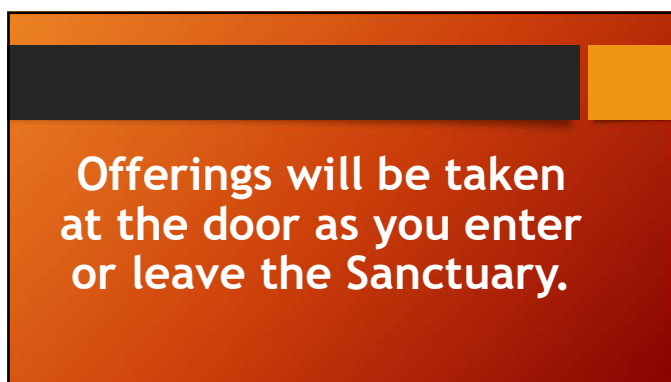 Offerings will be taken
at the door as you enter
or leave the Sanctuary.